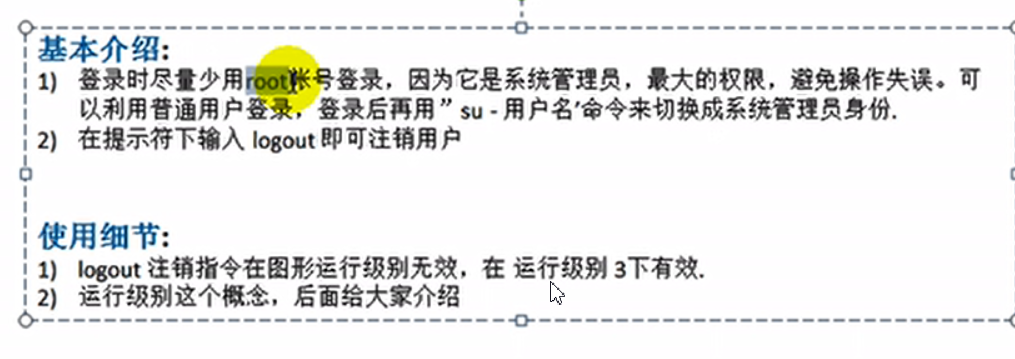 基本介绍:
1) 登录时尽量少用root帐号登录，因为它是系统管理员，最大的权限，避免操作失误。可
以利用普通用户登录，登录后再用” su - 用户名’命令来切换成系统管理员身份.
2) 在提示符下输入 logout 即可注销用户
使用细节:
1) logout 注销指令在图形运行级别无效，在 运行级别 3下有效.
2) 运行级别这个概念，后面给大家介绍